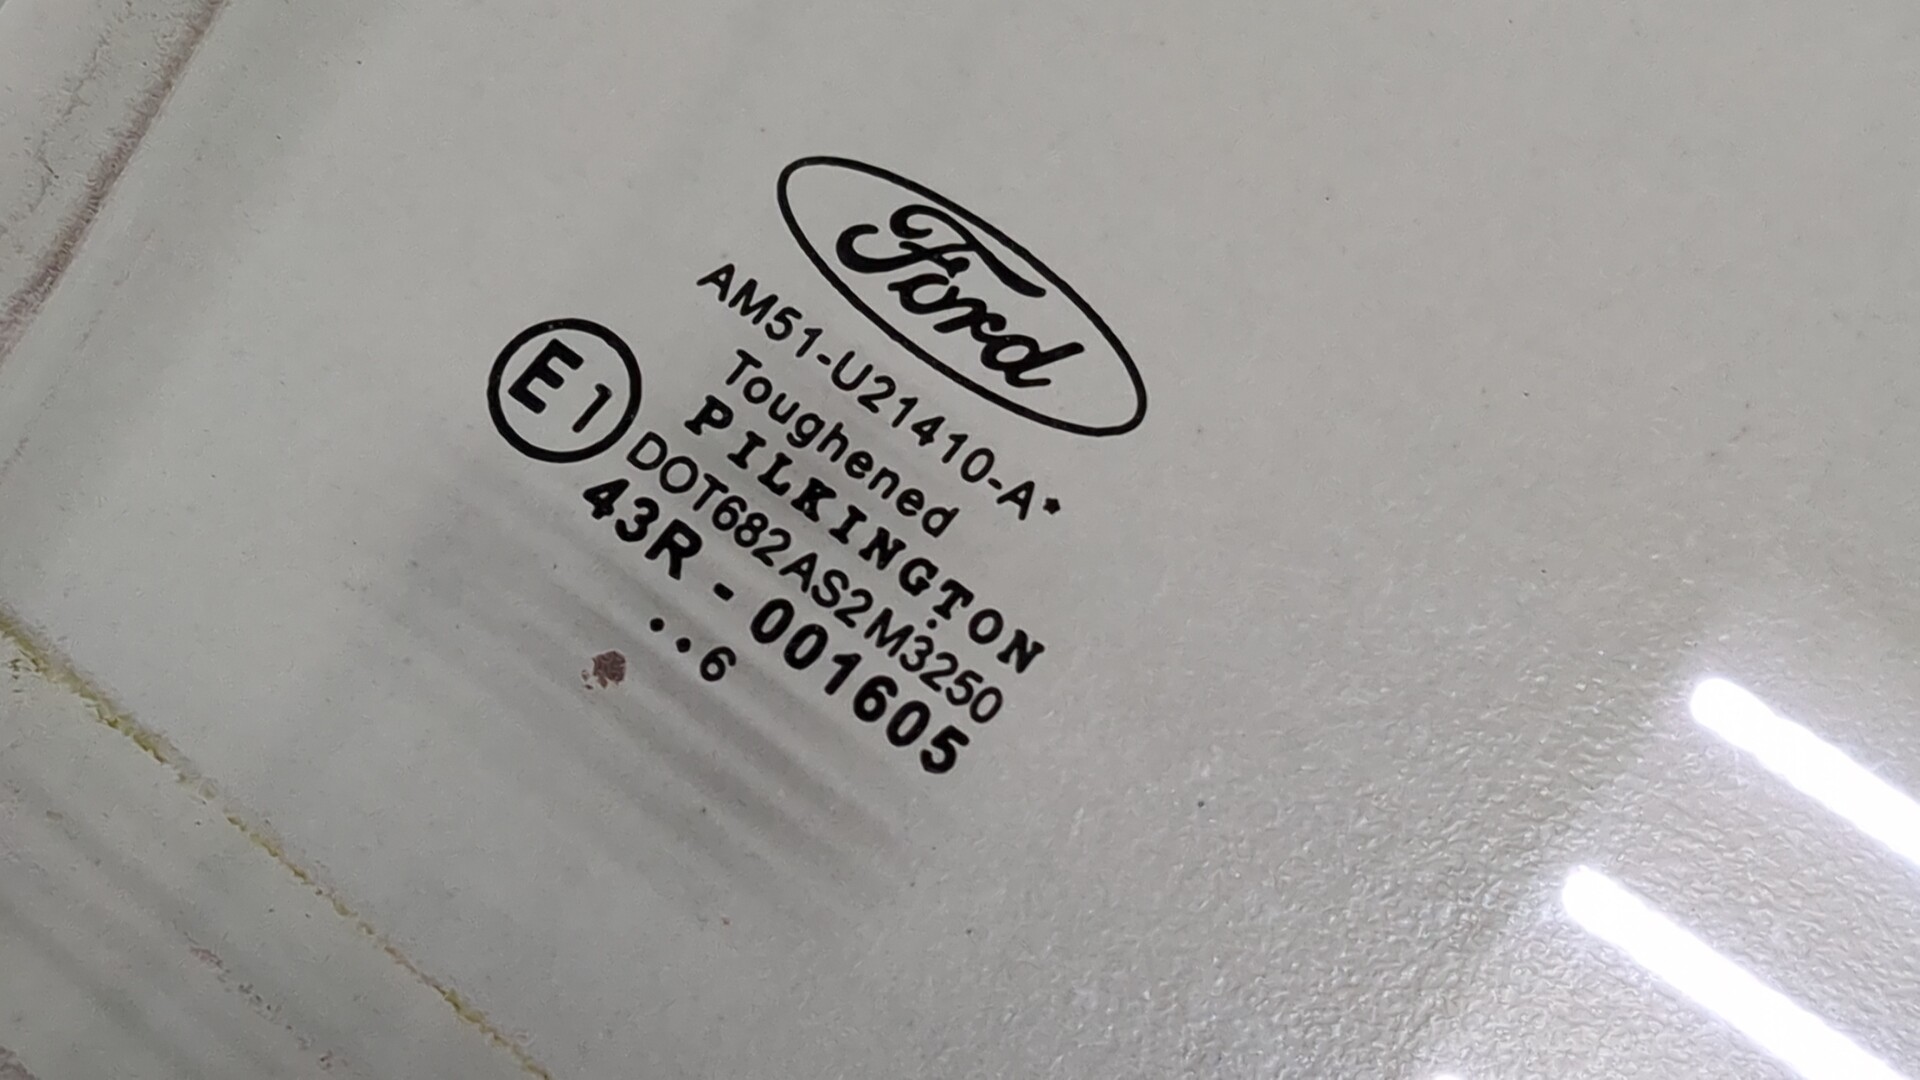 Ford
AM51-U21410-A*
Toughened
PILKINGTON
E1
DOT682AS2M3250
43R-001605
..6